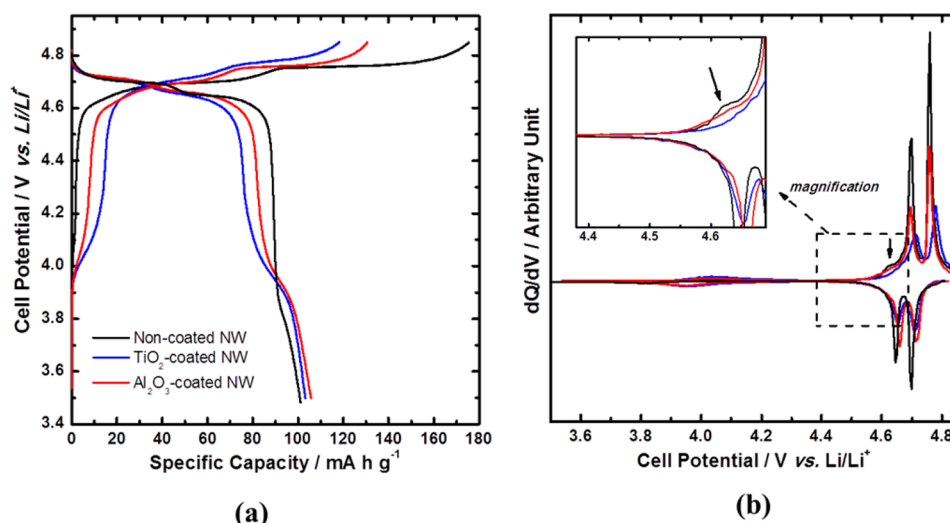 4.8
4.6
4.4
4.2
4.0
3.8
3.6
3.4
Cell Potential / V vs. Li/Li⁺
Non-coated NW
TiO₂-coated NW
Al₂O₃-coated NW
0 20 40 60 80 100 120 140 160 180
Specific Capacity / mA h g⁻¹
(a)
dQ/dV / Arbitrary Unit
4.4 4.5 4.6
magnification
3.6 3.8 4.0 4.2 4.4 4.6 4.8
Cell Potential / V vs. Li/Li⁺
(b)